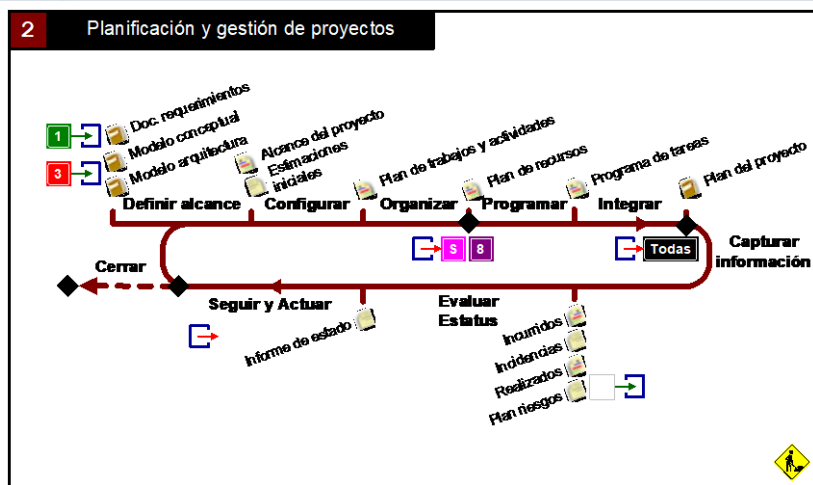 2 Planificación y gestión de proyectos
1
3
Doc. requerimientos
Modelo conceptual
Modelo arquitectura
Alcance del proyecto
Estimaciones
iniciales
Plan de trabajos y actividades
Plan de recursos
Programa de tareas
Plan del proyecto
Definir alcance
Configurar
Organizar
Programar
Integrar
S
8
Todas
Capturar
información
Cerrar
Seguir y Actuar
Evaluar
Estatus
Informe de estado
Incurridos
Incidencias
Realizados
Plan riesgos